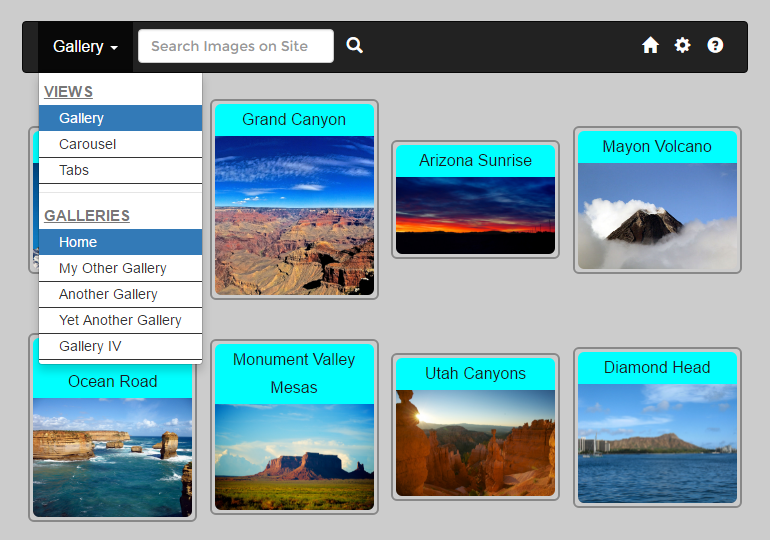 Gallery
Search Images on Site
VIEWS
Gallery
Carousel
Tabs
GALLERIES
Home
My Other Gallery
Another Gallery
Yet Another Gallery
Gallery IV
Grand Canyon
Arizona Sunrise
Mayon Volcano
Ocean Road
Monument Valley
Mesas
Utah Canyons
Diamond Head